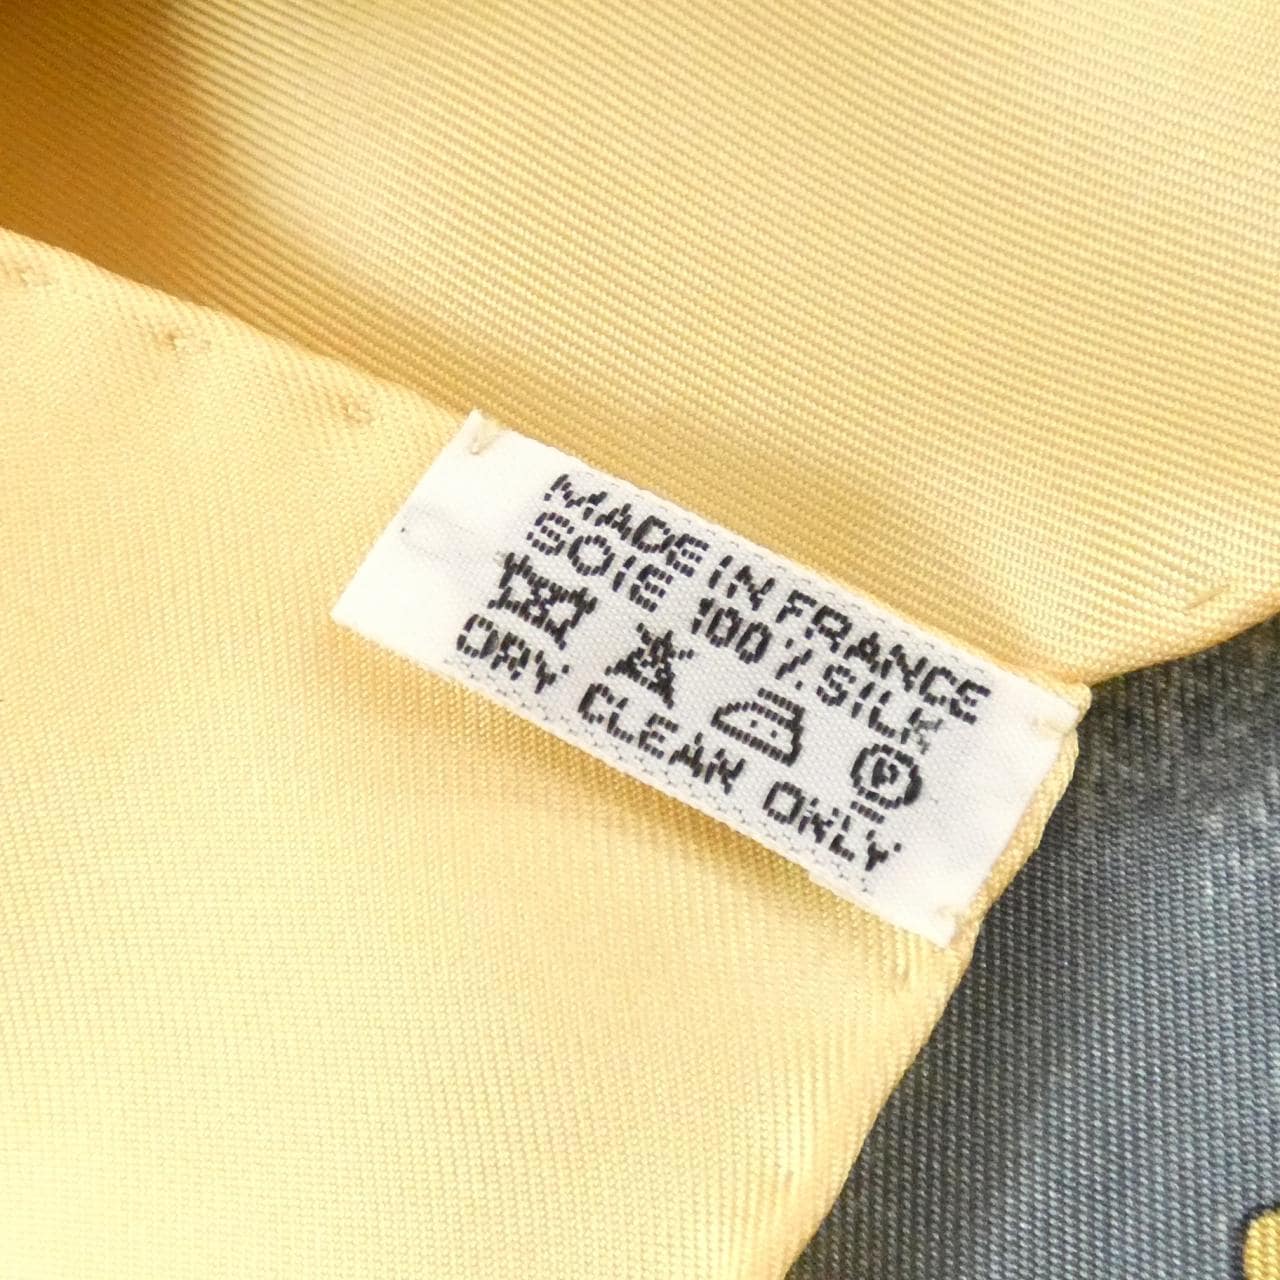 MADE IN FRANCE
SOIE 100% SILK
P
DRY CLEAN ONLY